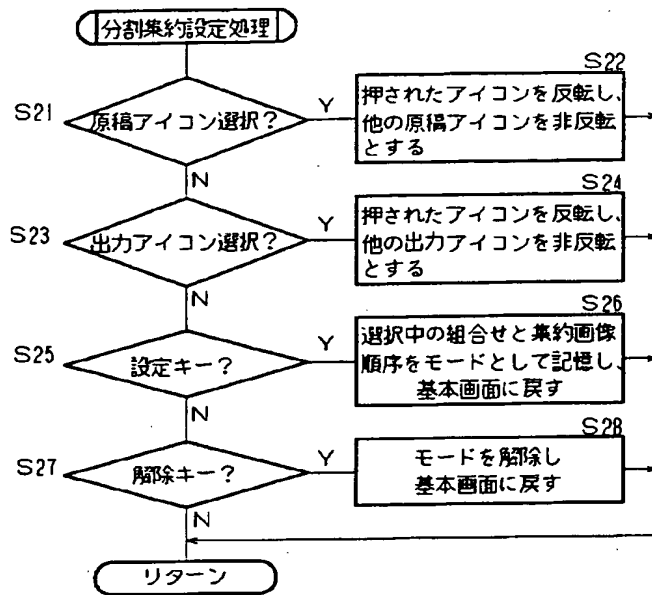 分割集約設定処理
S22
S21
原稿アイコン選択?
Y
押されたアイコンを反転し、
他の原稿アイコンを非反転
とする
N
S24
S23
出力アイコン選択?
Y
押されたアイコンを反転し、
他の出力アイコンを非反転
とする
N
S26
S25
設定キー?
Y
選択中の組合せと集約画像
順序をモードとして記憶し、
基本画面に戻す
N
S28
S27
解除キー?
Y
モードを解除し
基本画面に戻す
N
リターン